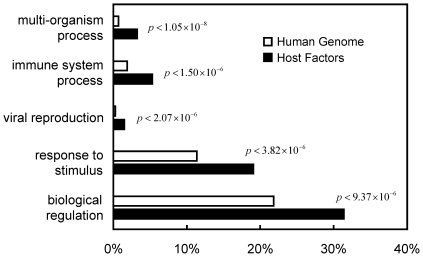 multi-organism
process
p<1.05×10⁻⁸
Human Genome
Host Factors
immune system
process
p<1.50×10⁻⁶
viral reproduction
p<2.07×10⁻⁶
response to
stimulus
p<3.82×10⁻⁶
biological
regulation
p<9.37×10⁻⁶
0% 10% 20% 30% 40%